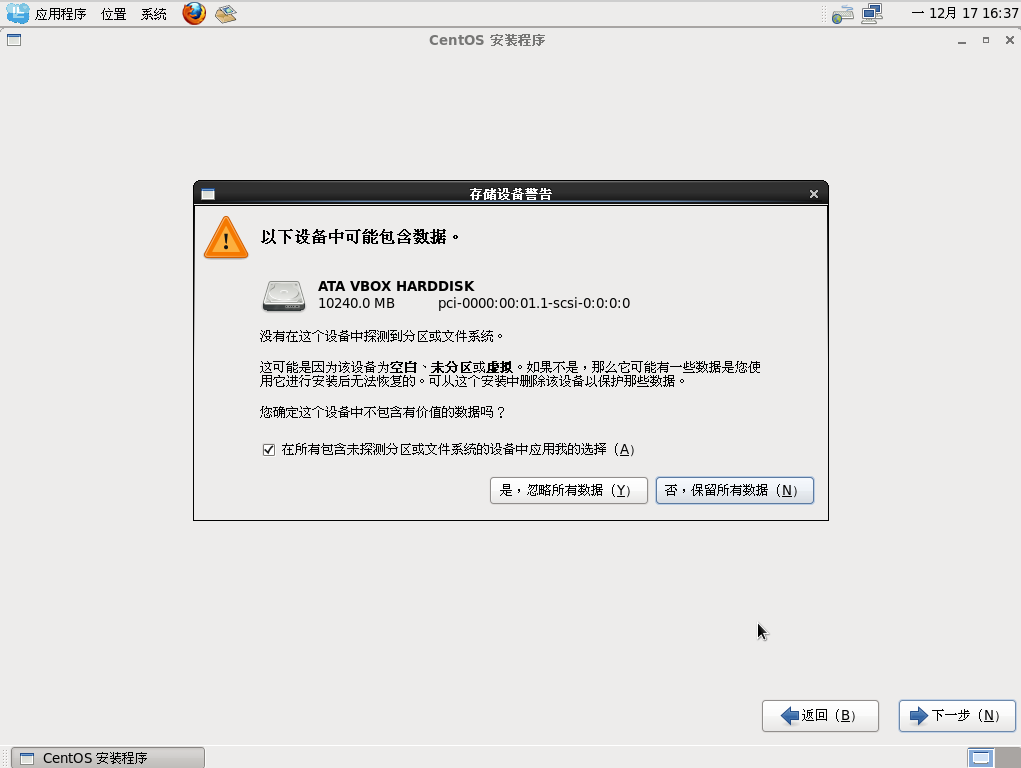 应用程序 位置 系统 一 12月 17 16:37
CentOS 安装程序
存储设备警告
以下设备中可能包含数据。
ATA VBOX HARDDISK
10240.0 MB pci-0000:00:01.1-scsi-0:0:0:0
没有在这个设备中探测到分区或文件系统。
这可能是因为该设备为空白、未分区或虚拟。如果不是，那么它可能有一些数据是您使
用它进行安装后无法恢复的。可从这个安装中删除该设备以保护那些数据。
您确定这个设备中不包含有价值的数据吗？
在所有包含未探测分区或文件系统的设备中应用我的选择（A）
是，忽略所有数据（Y） 否，保留所有数据（N）
返回（B） 下一步（N）
CentOS 安装程序